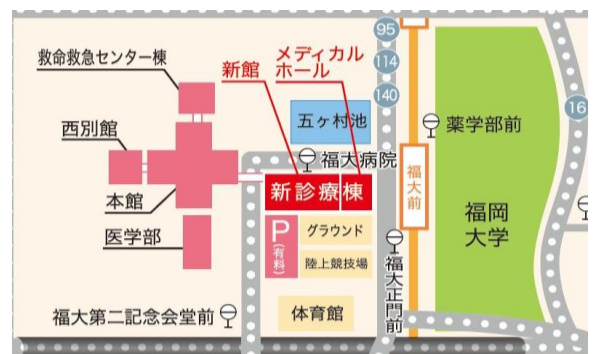 95
救命救急センター棟
メディカル
ホール
新館
114
140
16
五ヶ村池
薬学部前
西別館
福大病院
福大前
新診療棟
本館
福岡
大学
医学部
P
(有料)
グラウンド
陸上競技場
福大正門前
体育館
福大第二記念会堂前